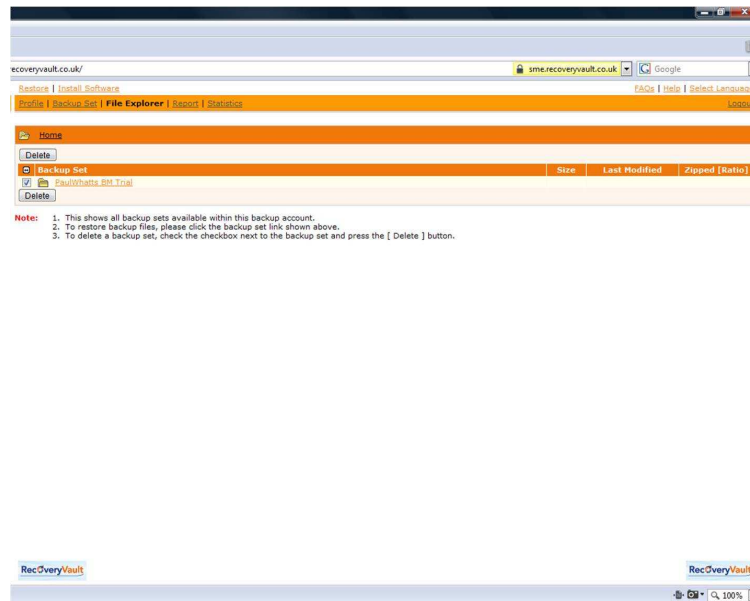 ecoveryvault.co.uk/ sme.recoveryvault.co.uk Google
Restore | Install Software FAQs | Help | Select Languag
Profile | Backup Set | File Explorer | Report | Statistics Logou
Home
Delete
Backup Set Size Last Modified Zipped [Ratio]
PaulWhatts BM Trial
Delete
Note: 1. This shows all backup sets available within this backup account.
2. To restore backup files, please click the backup set link shown above.
3. To delete a backup set, check the checkbox next to the backup set and press the [ Delete ] button.
RecOveryVault RecOveryVault
100%